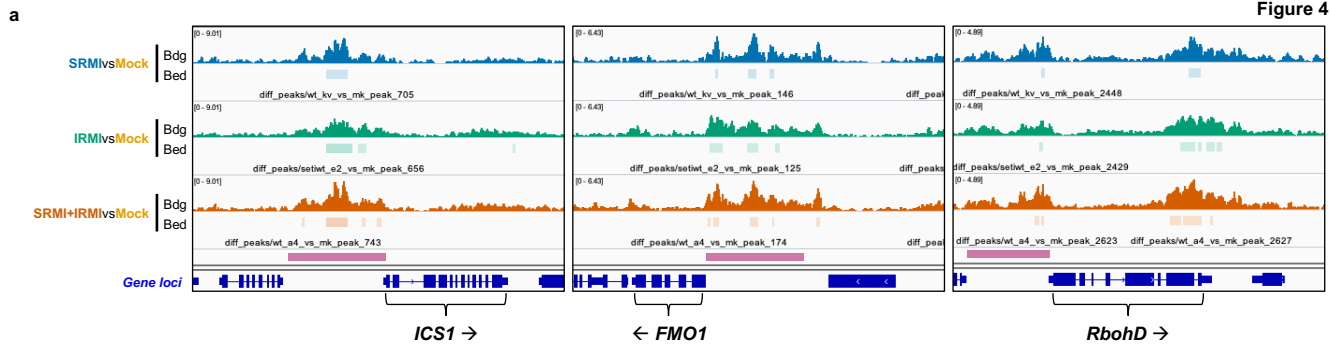 Figure 4
a
SRMIvsMock
Bdg
Bed
[0 - 9.01]
diff_peaks/wt_kv_vs_mk_peak_705
[0 - 6.43]
diff_peaks/wt_kv_vs_mk_peak_146
diff_peal
[0 - 4.89]
diff_peaks/wt_kv_vs_mk_peak_2448
IRMIvsMock
Bdg
Bed
[0 - 9.01]
diff_peaks/setiwt_e2_vs_mk_peak_656
[0 - 6.43]
diff_peaks/setiwt_e2_vs_mk_peak_125
diff_peaks
[0 - 4.89]
diff_peaks/setiwt_e2_vs_mk_peak_2429
SRMI+IRMIvsMock
Bdg
Bed
[0 - 9.01]
diff_peaks/wt_a4_vs_mk_peak_743
[0 - 6.43]
diff_peaks/wt_a4_vs_mk_peak_174
diff_peal
[0 - 4.89]
diff_peaks/wt_a4_vs_mk_peak_2623 diff_peaks/wt_a4_vs_mk_peak_2627
Gene loci
ICS1 →
← FMO1
RbohD →